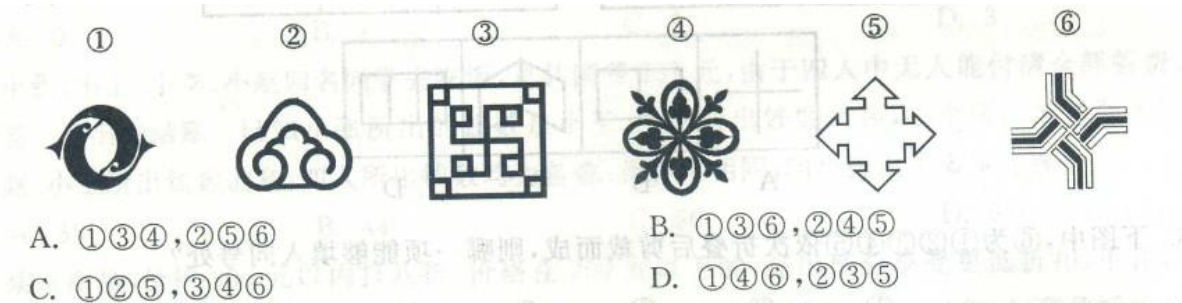 ① ② ③ ④ ⑤ ⑥
A. ①③④,②⑤⑥ B. ①③⑥,②④⑤
C. ①②⑤,③④⑥ D. ①④⑥,②③⑤